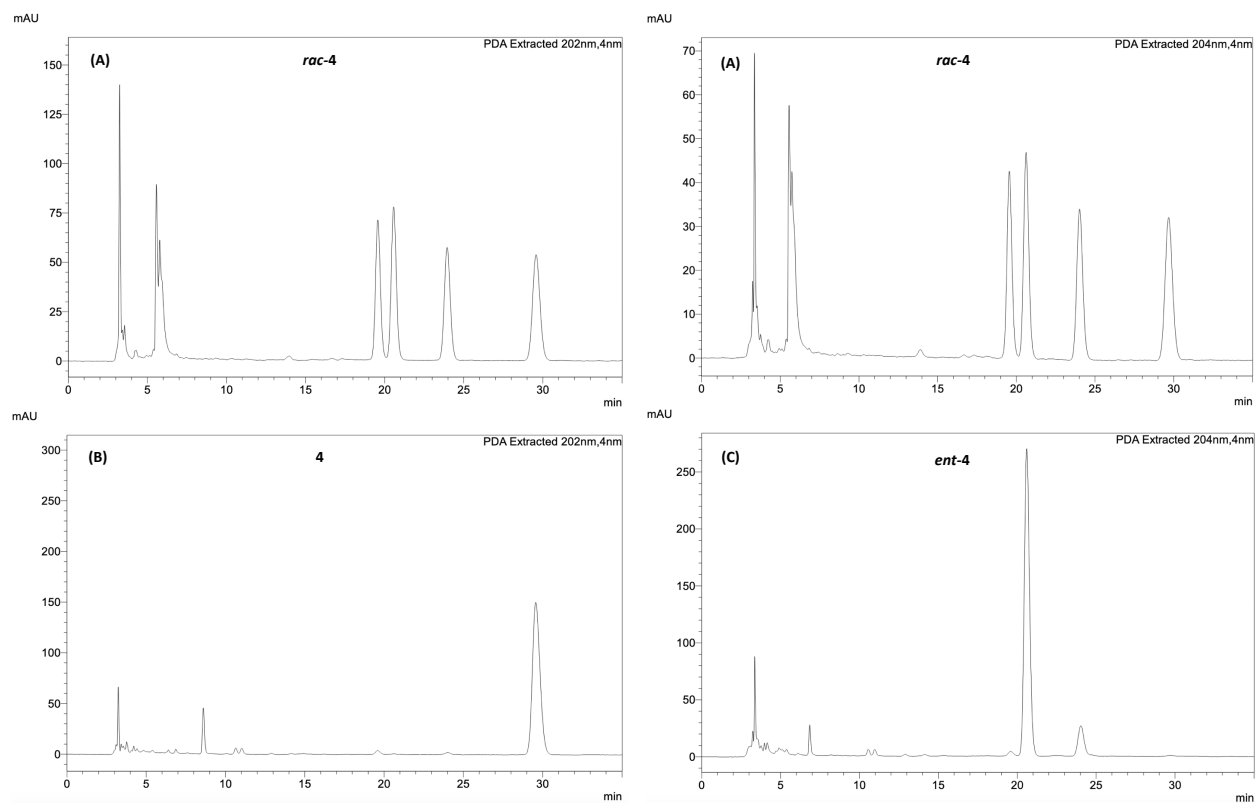 mAU
PDA Extracted 202nm,4nm
(A)
rac-4
150
125
100
75
50
25
0
0 5 10 15 20 25 30
min
mAU
PDA Extracted 204nm,4nm
(A)
rac-4
70
60
50
40
30
20
10
0
0 5 10 15 20 25 30
min
mAU
PDA Extracted 202nm,4nm
(B)
4
300
250
200
150
100
50
0
0 5 10 15 20 25 30
min
mAU
PDA Extracted 204nm,4nm
(C)
ent-4
250
200
150
100
50
0
0 5 10 15 20 25 30
min